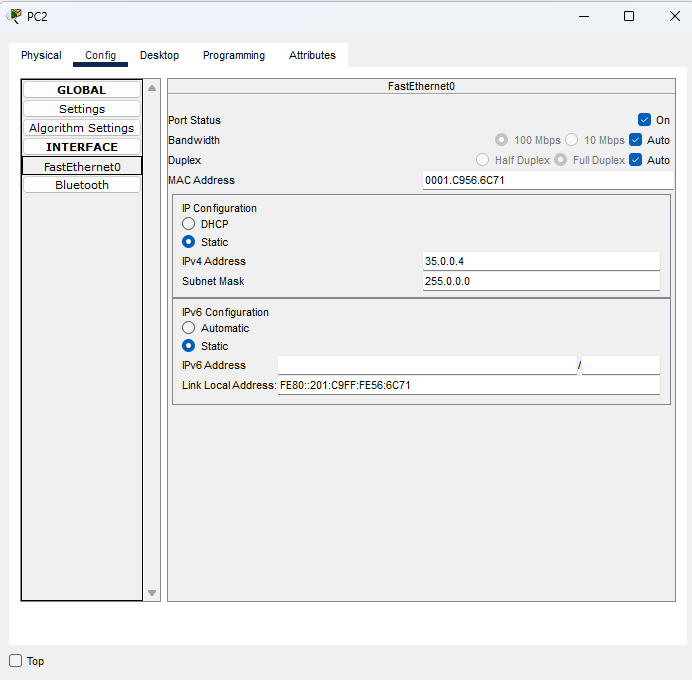 PC2
Physical Config Desktop Programming Attributes
GLOBAL
Settings
Algorithm Settings
INTERFACE
FastEthernet0
Bluetooth
FastEthernet0
Port Status On
Bandwidth 100 Mbps 10 Mbps Auto
Duplex Half Duplex Full Duplex Auto
MAC Address 0001.C956.6C71
IP Configuration
DHCP
Static
IPv4 Address 35.0.0.4
Subnet Mask 255.0.0.0
IPv6 Configuration
Automatic
Static
IPv6 Address /
Link Local Address: FE80::201:C9FF:FE56:6C71
Top